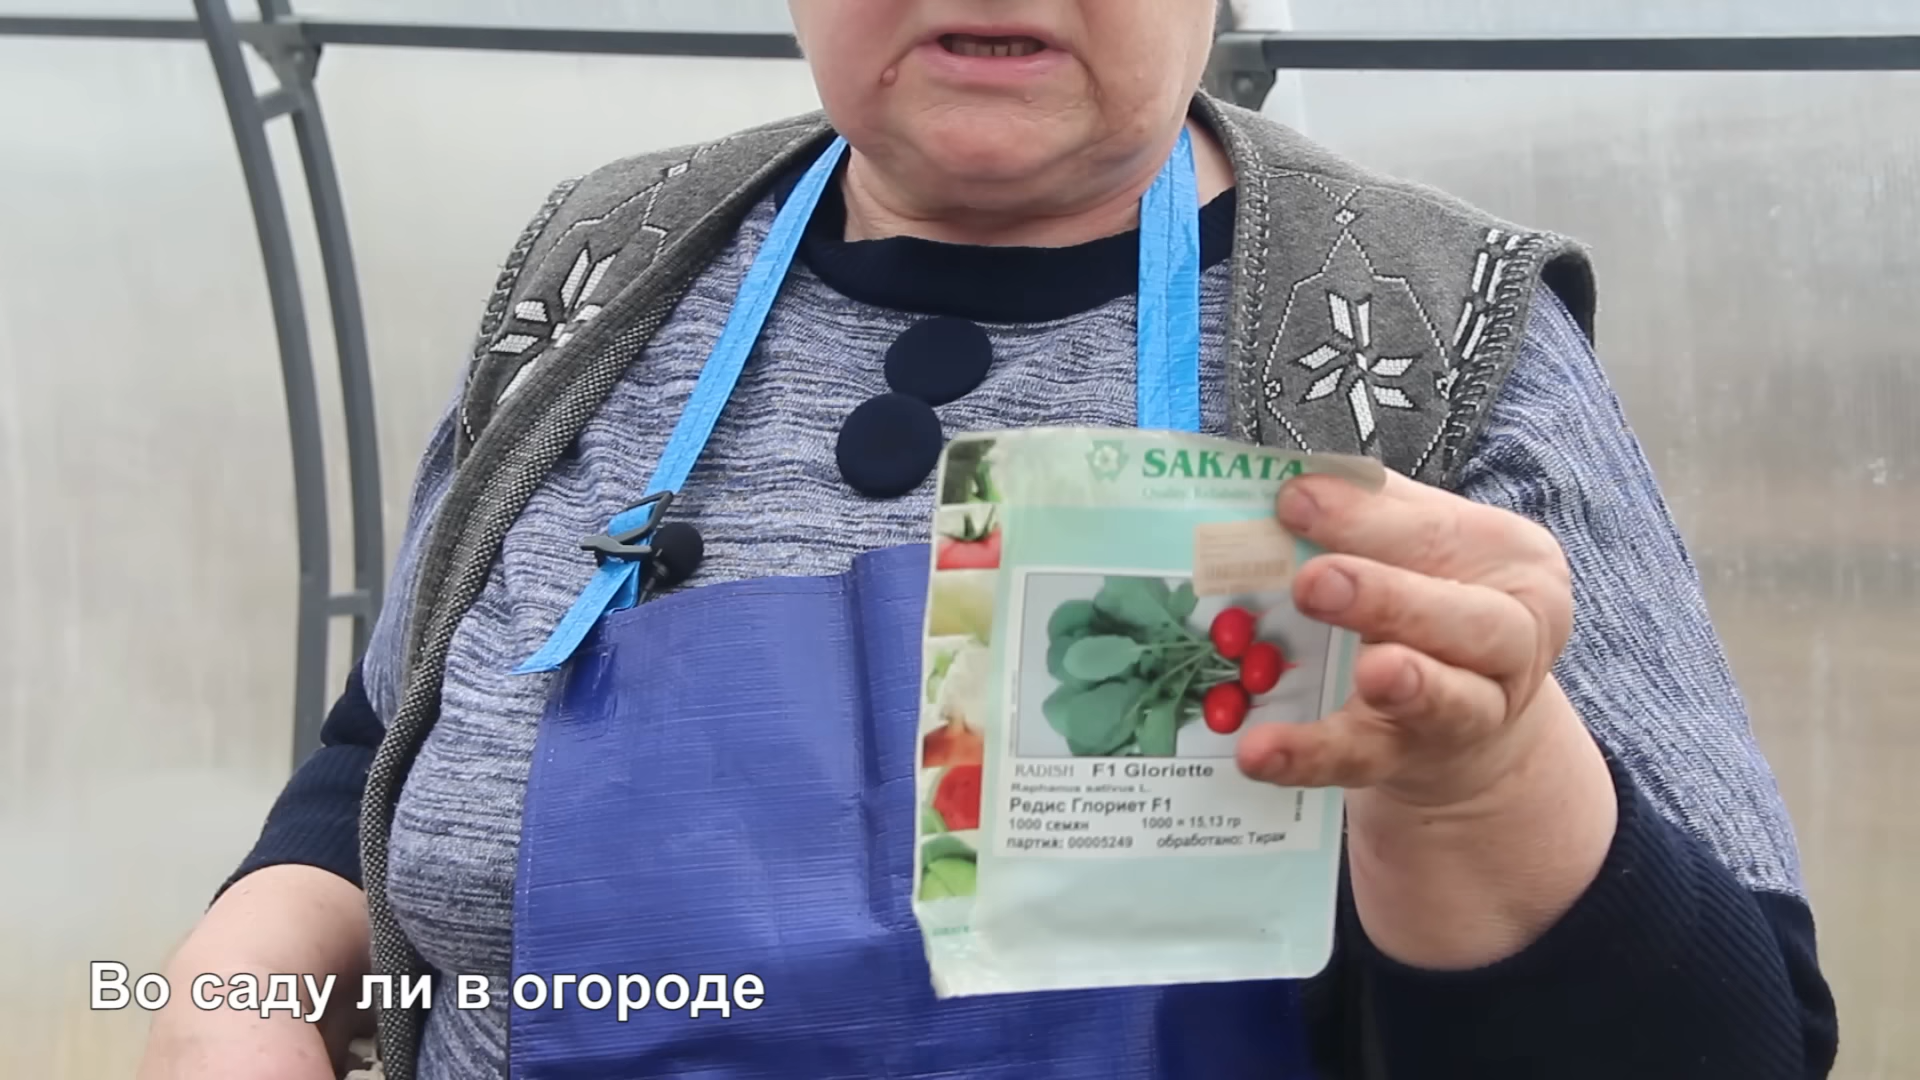 SAKATA
RADISH F1 Gloriette
Raphanus sativus L.
Редис Глориет F1
1000 семян 1000 = 15,13 гр
партия: 00005249 обработано: Тирам
Во саду ли в огороде